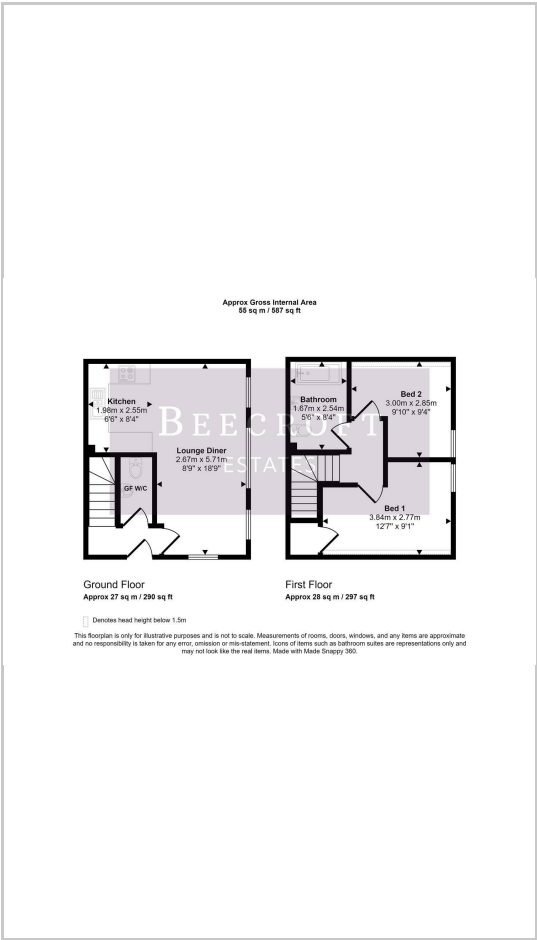 Approx Gross Internal Area
55 sq m / 587 sq ft
Kitchen
1.98m x 2.55m
6'6" x 8'4"
Lounge Diner
2.67m x 5.71m
8'9" x 18'9"
GF W/C
Bathroom
1.67m x 2.54m
5'6" x 8'4"
Bed 2
3.00m x 2.85m
9'10" x 9'4"
Bed 1
3.84m x 2.77m
12'7" x 9'1"
BEECROFT
ESTATES
Ground Floor
Approx 27 sq m / 290 sq ft
First Floor
Approx 28 sq m / 297 sq ft
Denotes head height below 1.5m
This floorplan is only for illustrative purposes and is not to scale. Measurements of rooms, doors, windows, and any items are approximate
and no responsibility is taken for any error, omission or mis-statement. Icons of items such as bathroom suites are representations only and
may not look like the real items. Made with Made Snappy 360.